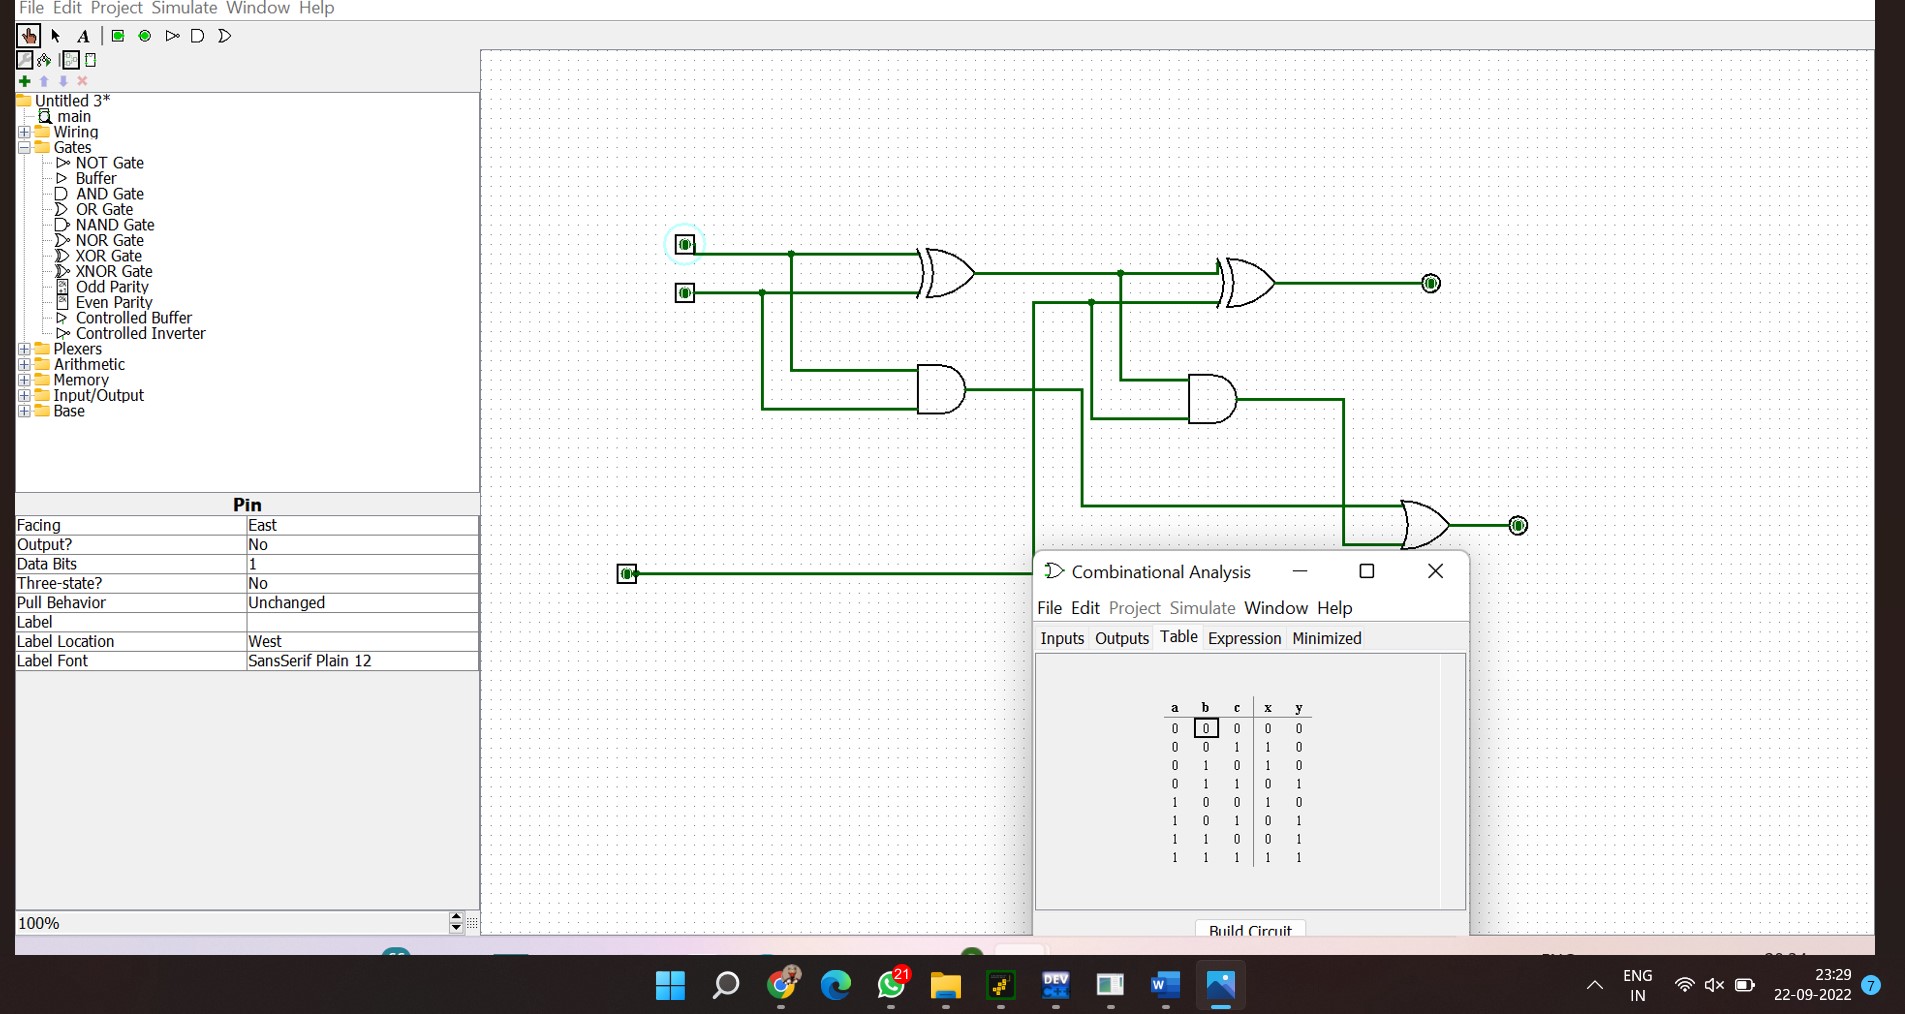 File Edit Project Simulate Window Help
A
Untitled 3*
main
Wiring
Gates
NOT Gate
Buffer
AND Gate
OR Gate
NAND Gate
NOR Gate
XOR Gate
XNOR Gate
Odd Parity
Even Parity
Controlled Buffer
Controlled Inverter
Plexers
Arithmetic
Memory
Input/Output
Base
Pin
Facing East
Output? No
Data Bits 1
Three-state? No
Pull Behavior Unchanged
Label
Label Location West
Label Font SansSerif Plain 12
100%
Combinational Analysis
File Edit Project Simulate Window Help
Inputs Outputs Table Expression Minimized
a b c x y
0 0 0 0 0
0 0 1 1 0
0 1 0 1 0
0 1 1 0 1
1 0 0 1 0
1 0 1 0 1
1 1 0 0 1
1 1 1 1 1
Build Circuit
21
DEV
W
ENG
IN
23:29
22-09-2022
7